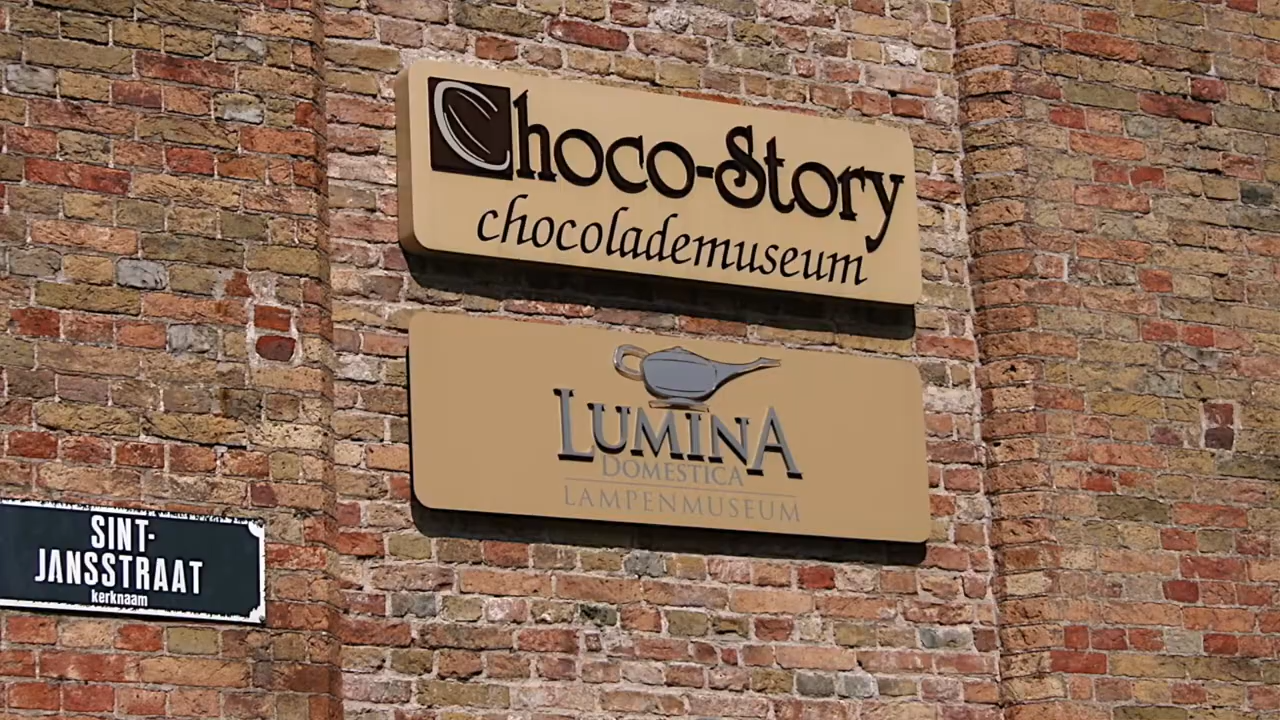 Choco-Story
chocolademuseum
LUMINA
DOMESTICA
LAMPENMUSEUM
SINT-
JANSSTRAAT
kerknaam